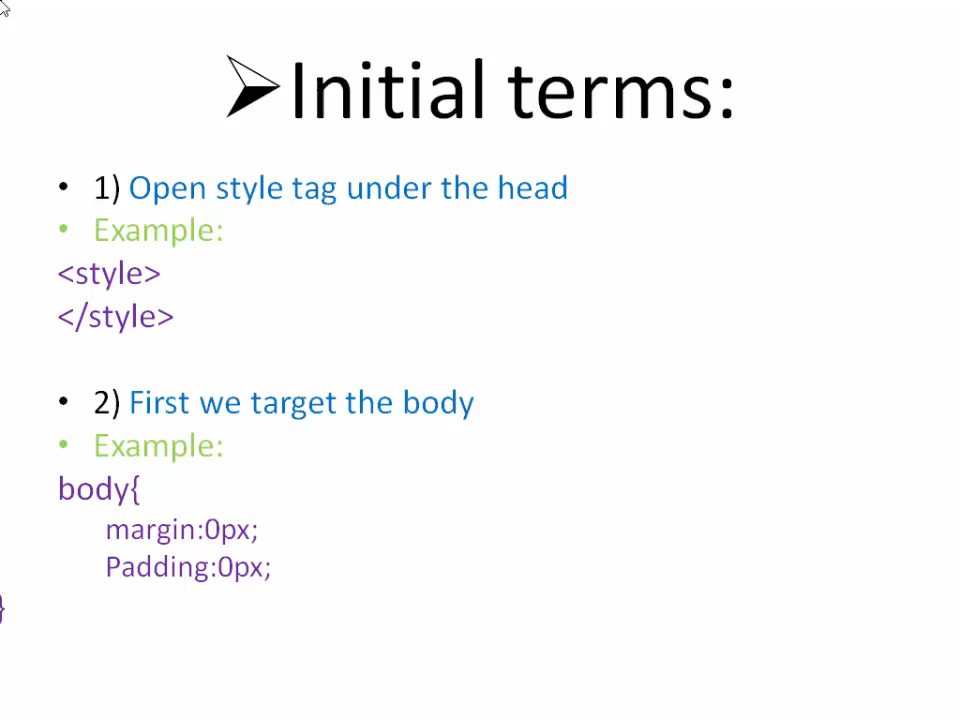 Initial terms:
• 1) Open style tag under the head
• Example:
<style>
</style>
• 2) First we target the body
• Example:
body{
margin:0px;
Padding:0px;
}